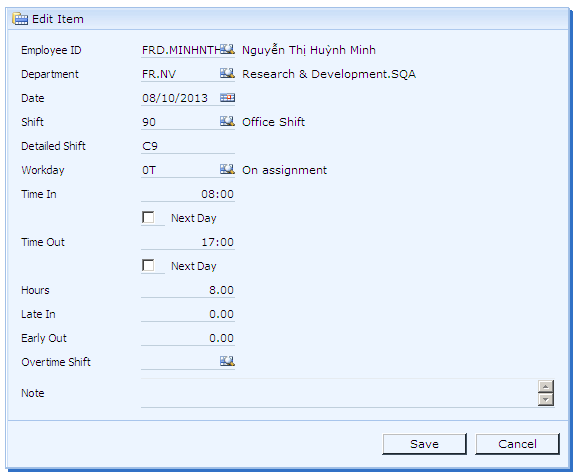 Edit Item
Employee ID FRD.MINHNTH Nguyễn Thị Huỳnh Minh
Department FR.NV Research & Development.SQA
Date 08/10/2013
Shift 90 Office Shift
Detailed Shift C9
Workday 0T On assignment
Time In 08:00
Next Day
Time Out 17:00
Next Day
Hours 8.00
Late In 0.00
Early Out 0.00
Overtime Shift
Note
Save Cancel